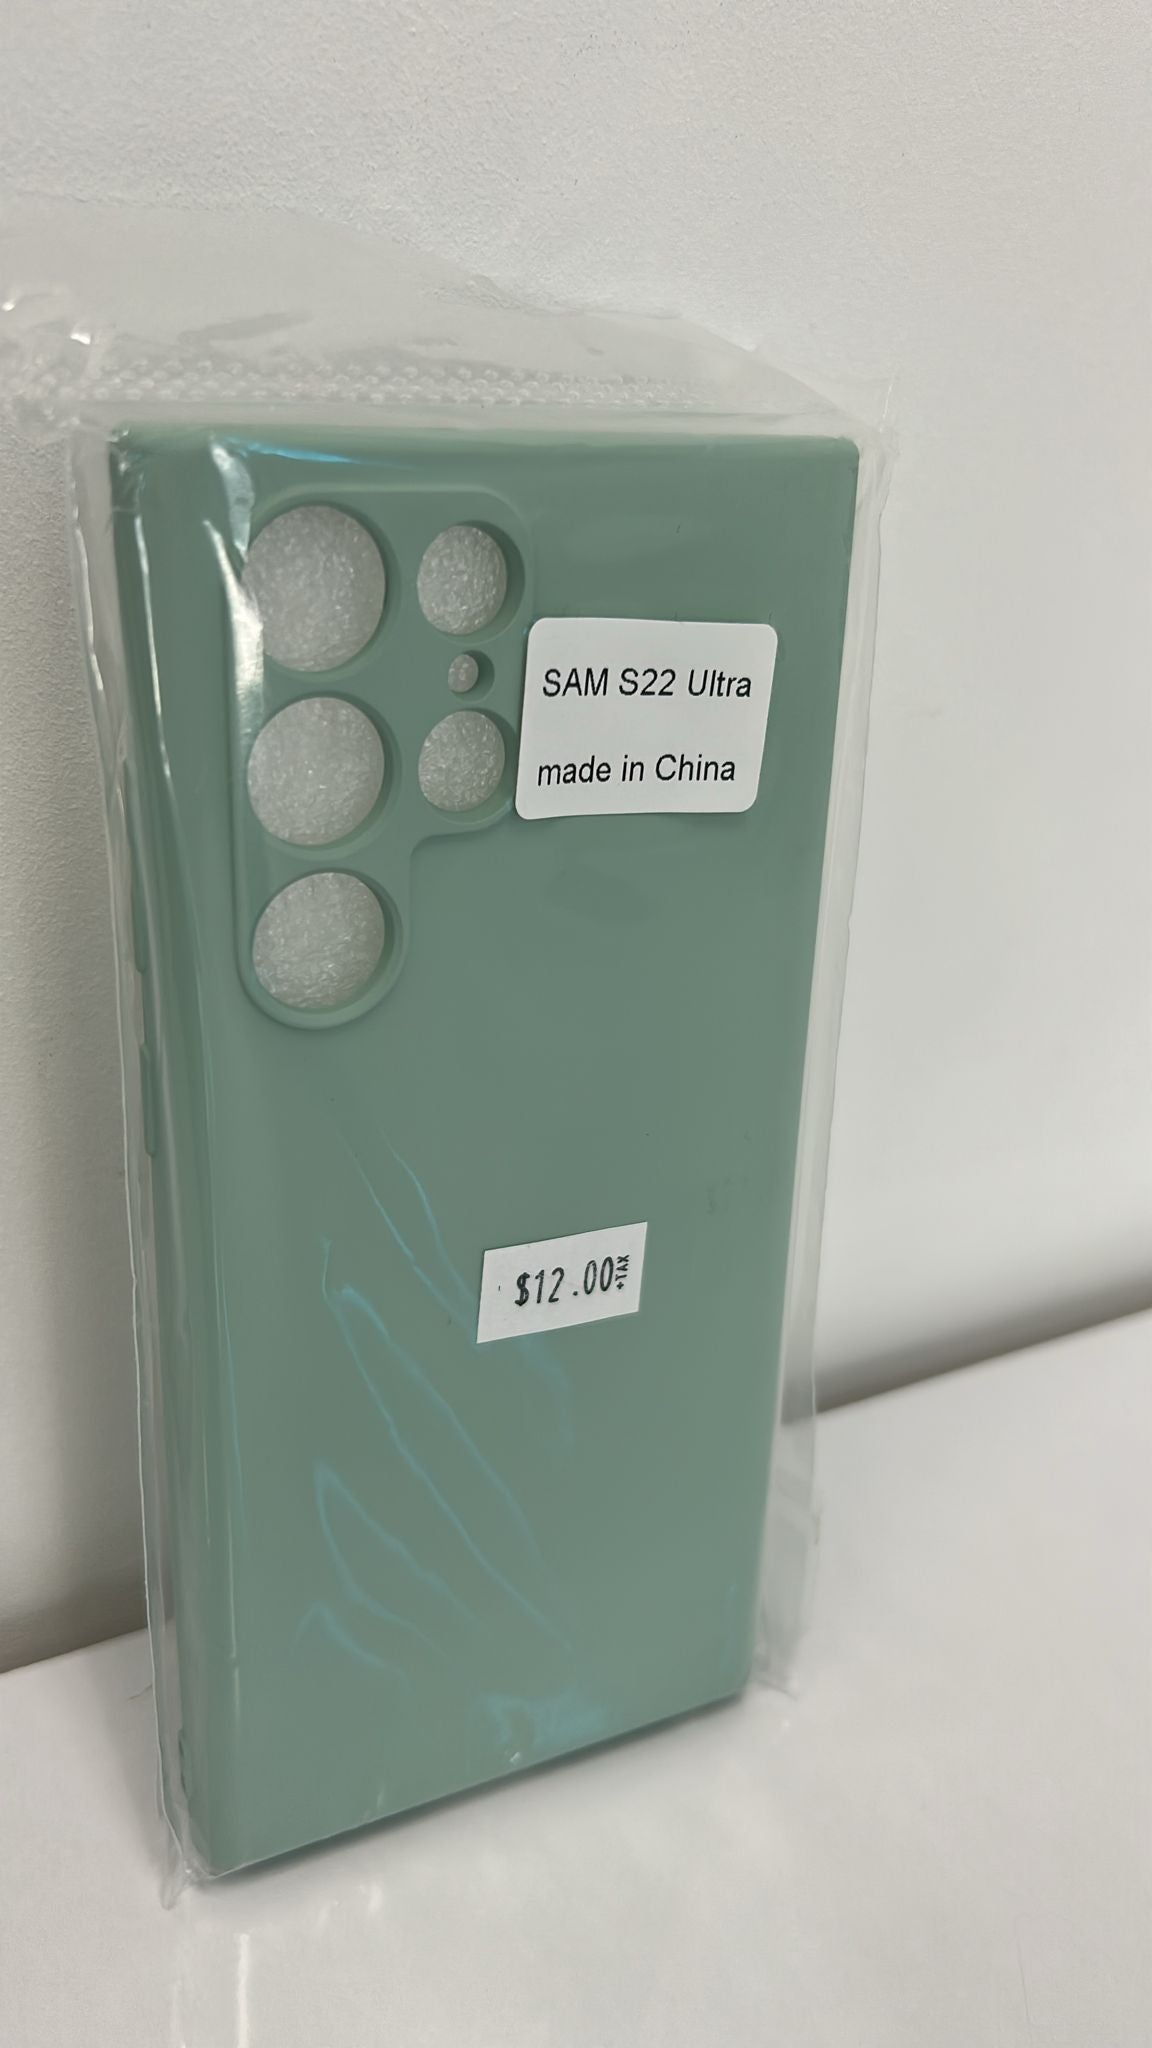 SAM S22 Ultra
made in China
$12.00 +TAX